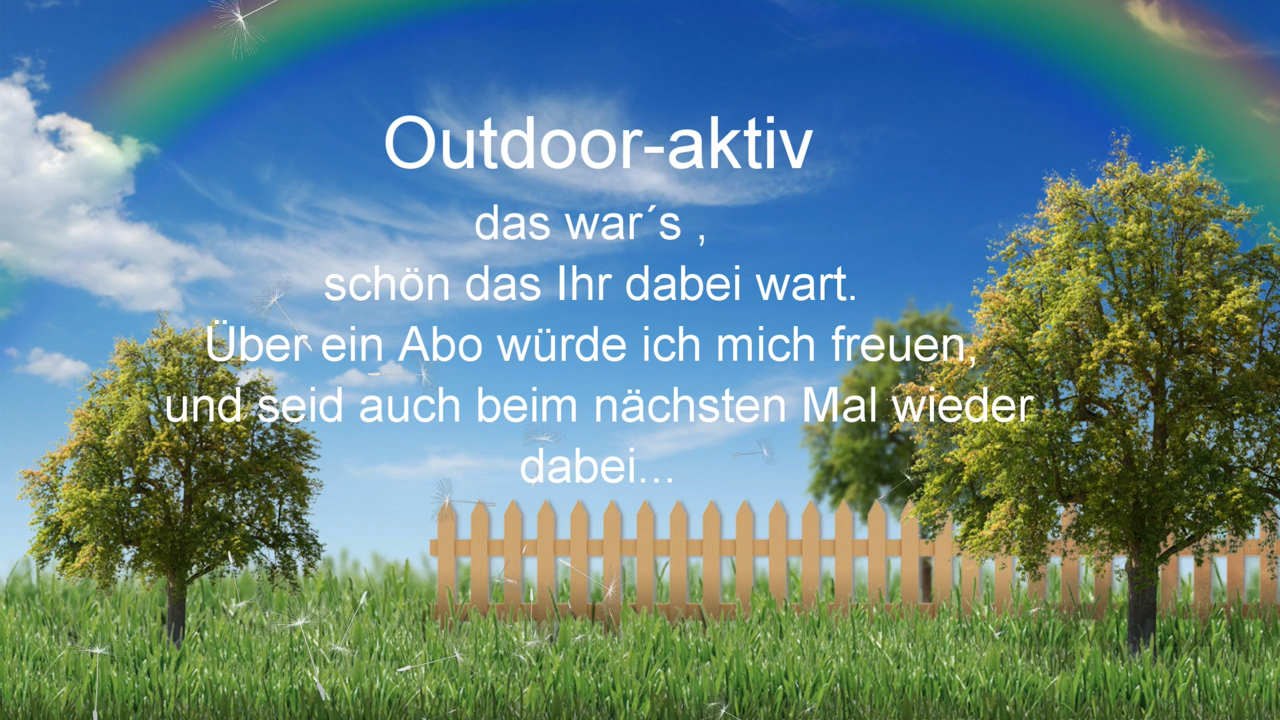 Outdoor-aktiv
das war´s ,
schön das Ihr dabei wart.
Über ein Abo würde ich mich freuen,
und seid auch beim nächsten Mal wieder
dabei...